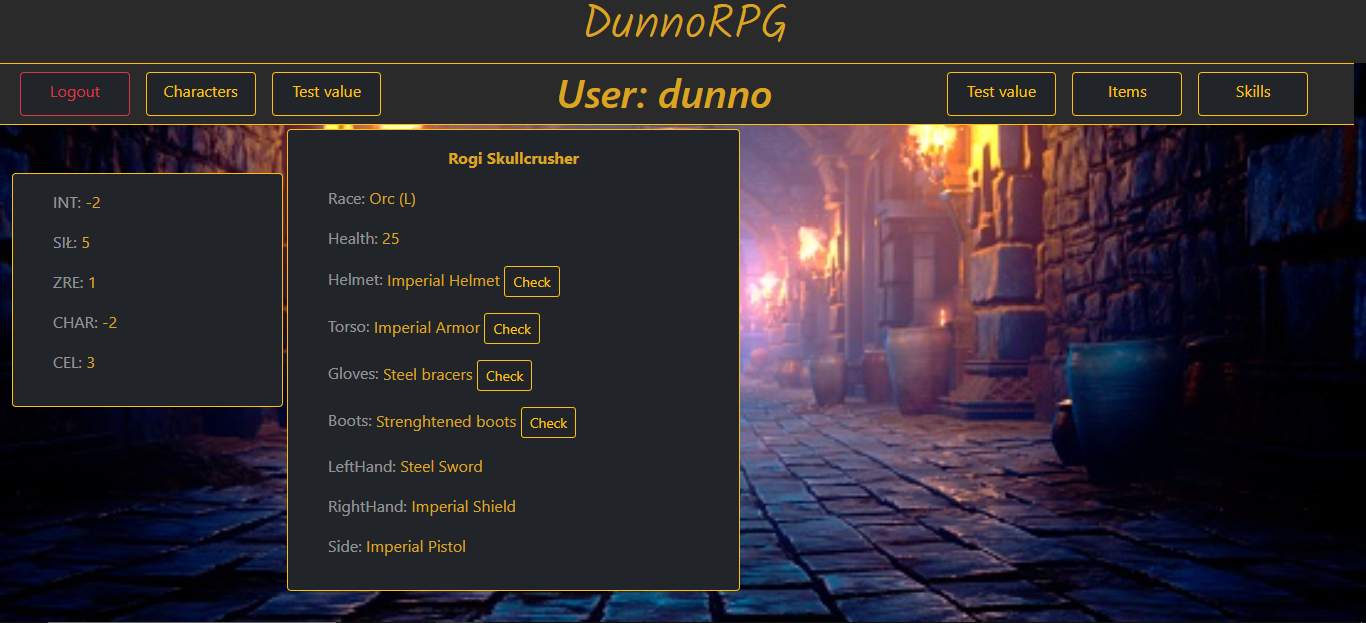 DunnoRPG
Logout
Characters
Test value
User: dunno
Test value
Items
Skills
INT: -2
SIŁ: 5
ZRE: 1
CHAR: -2
CEL: 3
Rogi Skullcrusher
Race: Orc (L)
Health: 25
Helmet: Imperial Helmet Check
Torso: Imperial Armor Check
Gloves: Steel bracers Check
Boots: Strenghtened boots Check
LeftHand: Steel Sword
RightHand: Imperial Shield
Side: Imperial Pistol